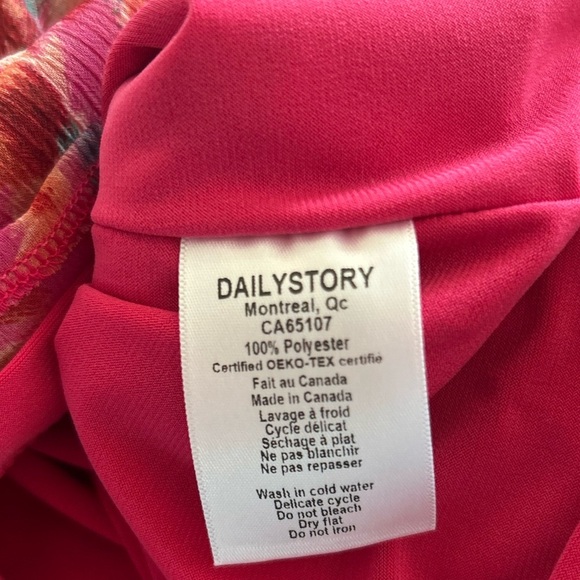 DAILYSTORY
Montreal, Qc
CA65107
100% Polyester
Certified OEKO-TEX certifié
Fait au Canada
Made in Canada
Lavage à froid
Cycle délicat
Séchage à plat
Ne pas blanchir
Ne pas repasser
Wash in cold water
Delicate cycle
Do not bleach
Dry flat
Do not iron